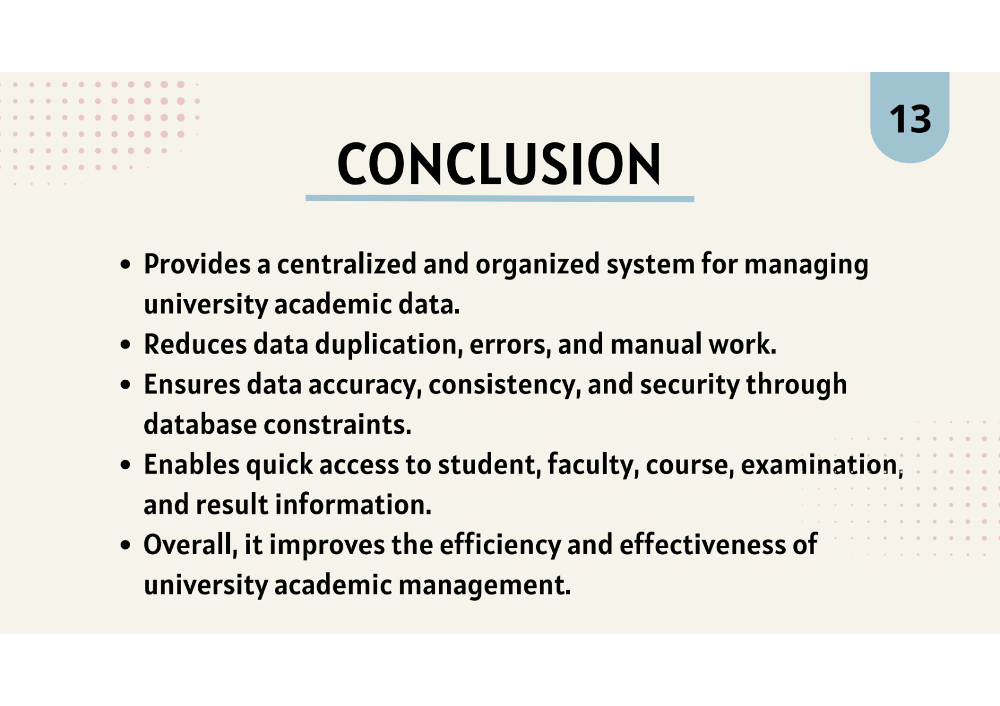 13
CONCLUSION
• Provides a centralized and organized system for managing
university academic data.
• Reduces data duplication, errors, and manual work.
• Ensures data accuracy, consistency, and security through
database constraints.
• Enables quick access to student, faculty, course, examination,
and result information.
• Overall, it improves the efficiency and effectiveness of
university academic management.